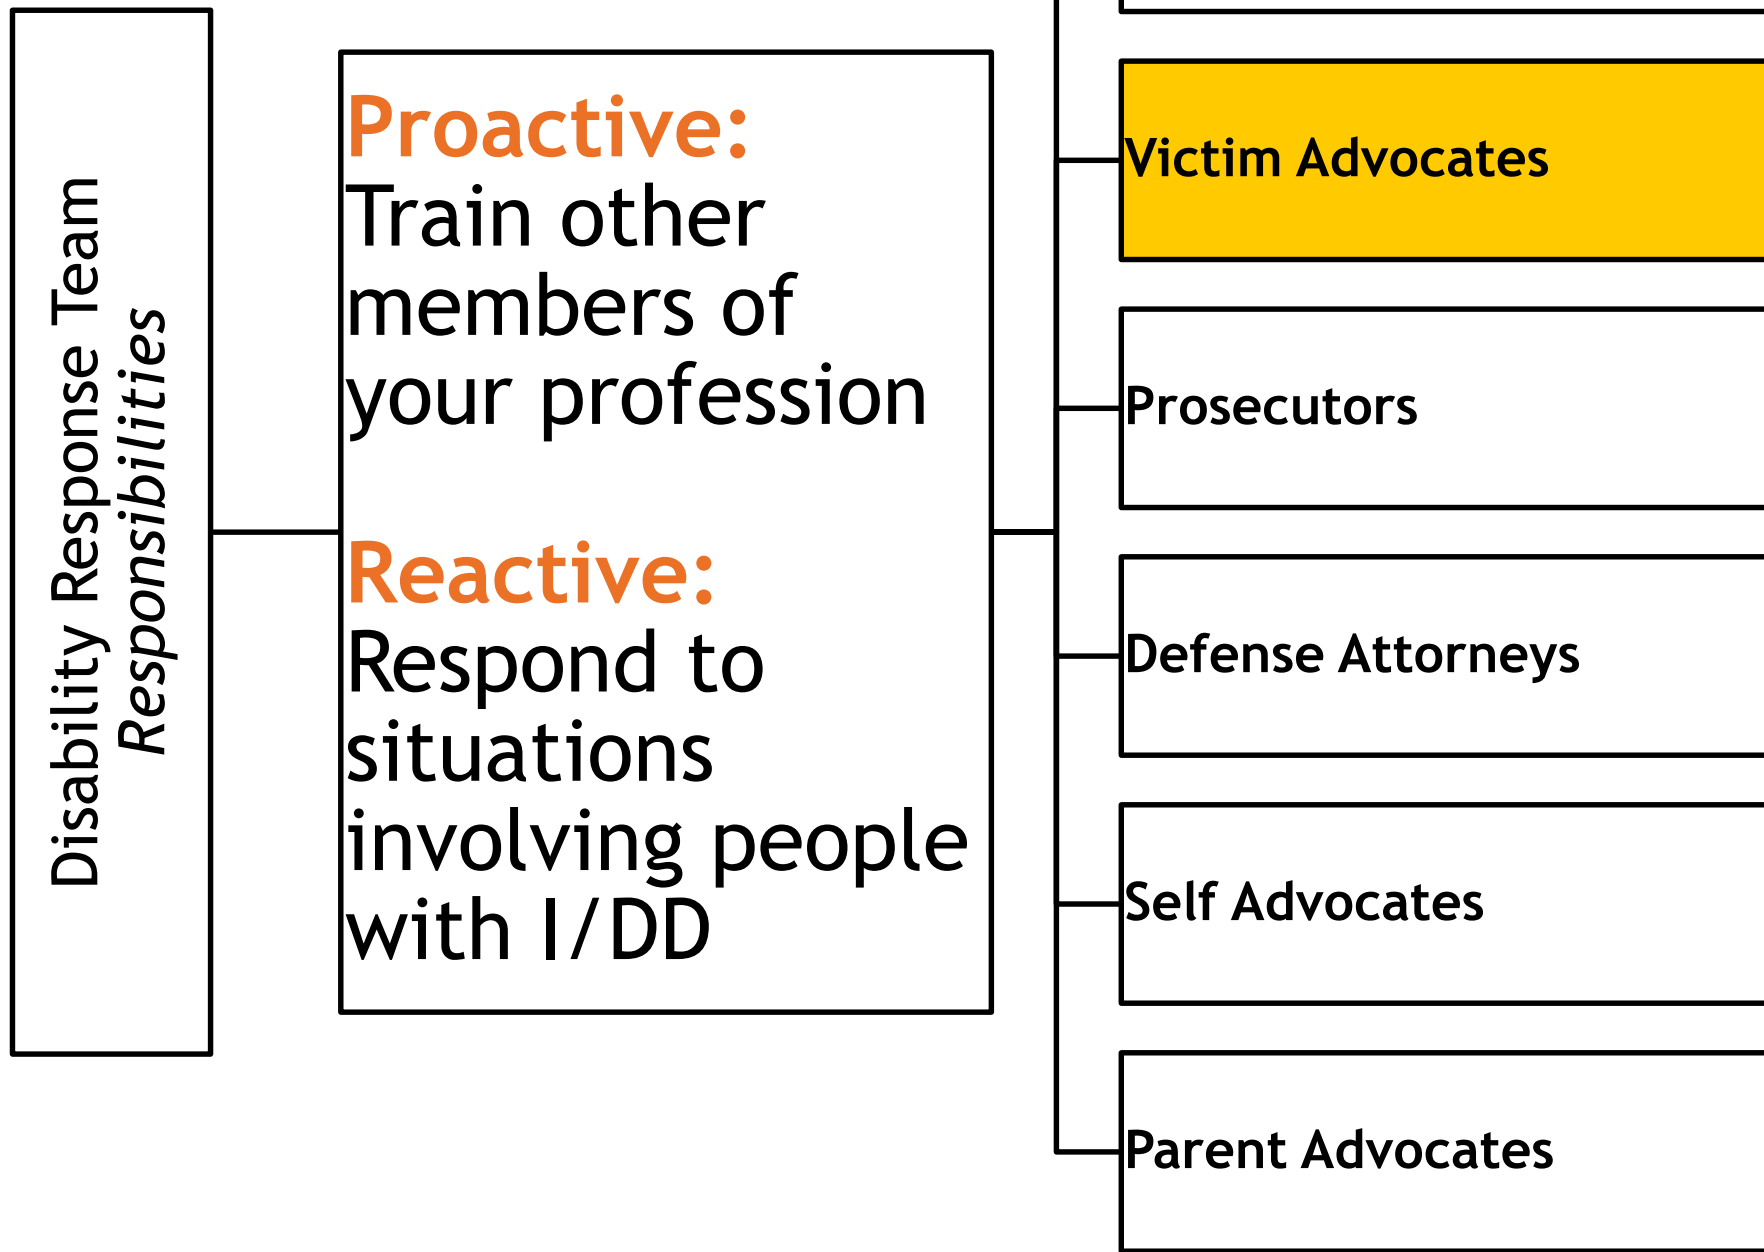 Disability Response Team
Responsibilities
Proactive:
Train other
members of
your profession
Reactive:
Respond to
situations
involving people
with I/DD
Victim Advocates
Prosecutors
Defense Attorneys
Self Advocates
Parent Advocates